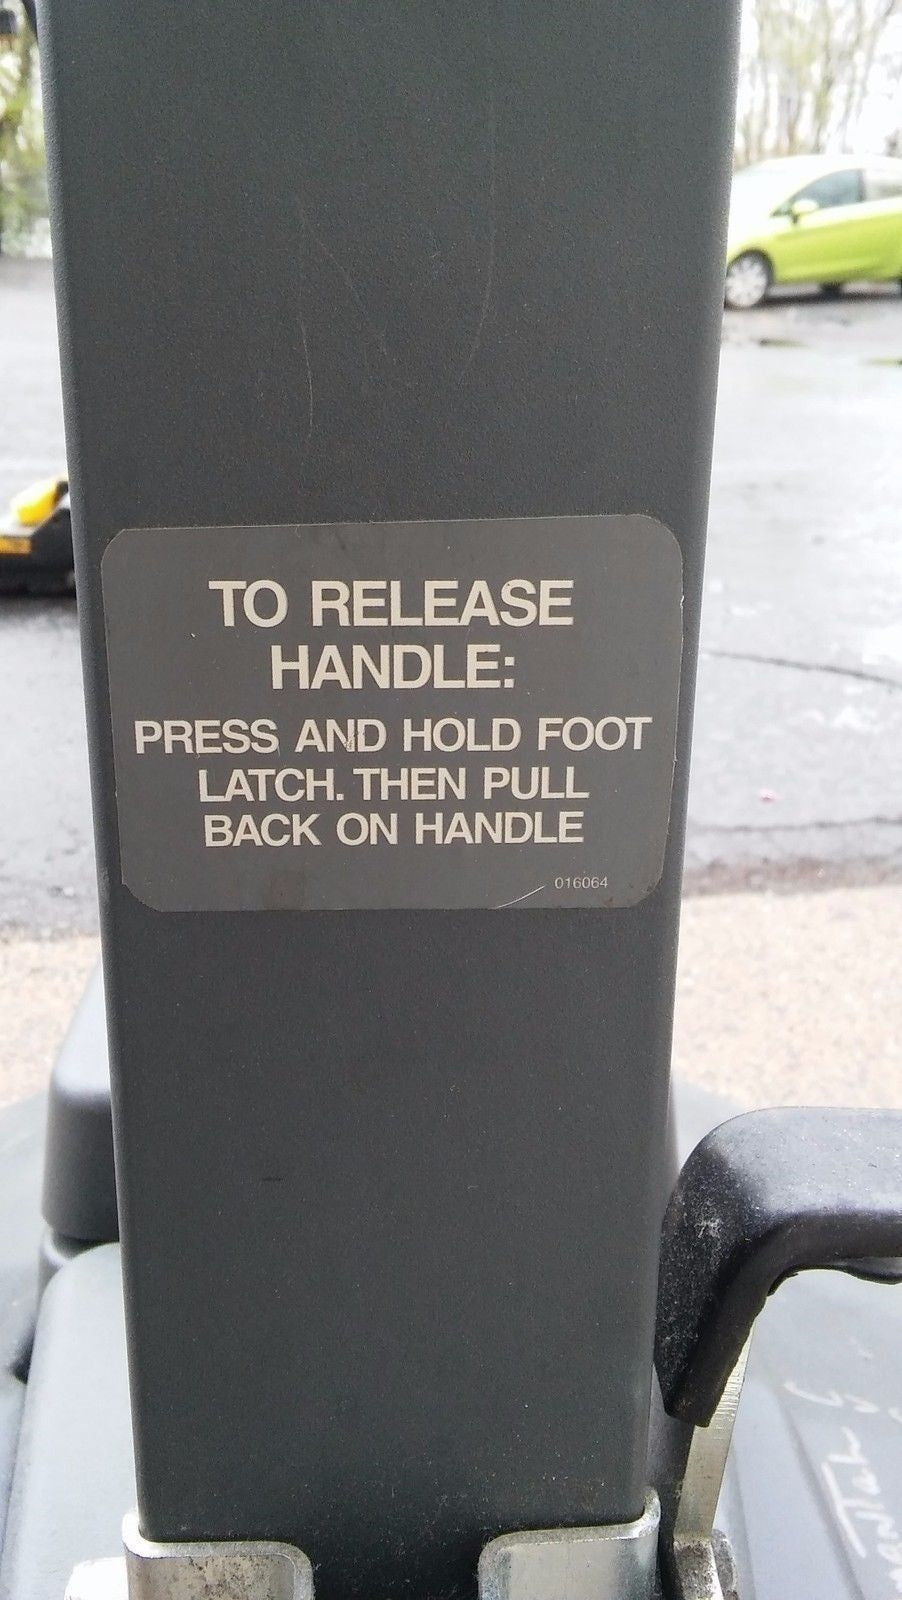 TO RELEASE
HANDLE:
PRESS AND HOLD FOOT
LATCH. THEN PULL
BACK ON HANDLE
016064